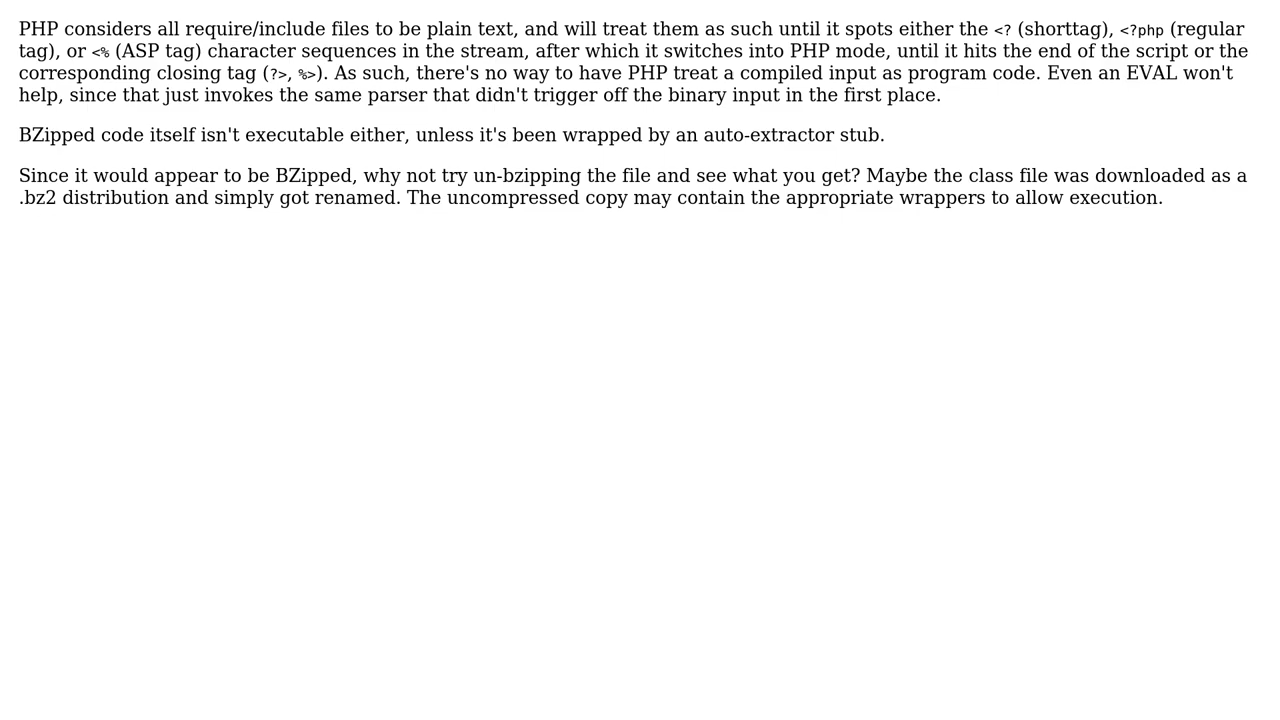 PHP considers all require/include files to be plain text, and will treat them as such until it spots either the <? (shorttag), <?php (regular
tag), or <% (ASP tag) character sequences in the stream, after which it switches into PHP mode, until it hits the end of the script or the
corresponding closing tag (?>, %>). As such, there's no way to have PHP treat a compiled input as program code. Even an EVAL won't
help, since that just invokes the same parser that didn't trigger off the binary input in the first place.
BZipped code itself isn't executable either, unless it's been wrapped by an auto-extractor stub.
Since it would appear to be BZipped, why not try un-bzipping the file and see what you get? Maybe the class file was downloaded as a
.bz2 distribution and simply got renamed. The uncompressed copy may contain the appropriate wrappers to allow execution.